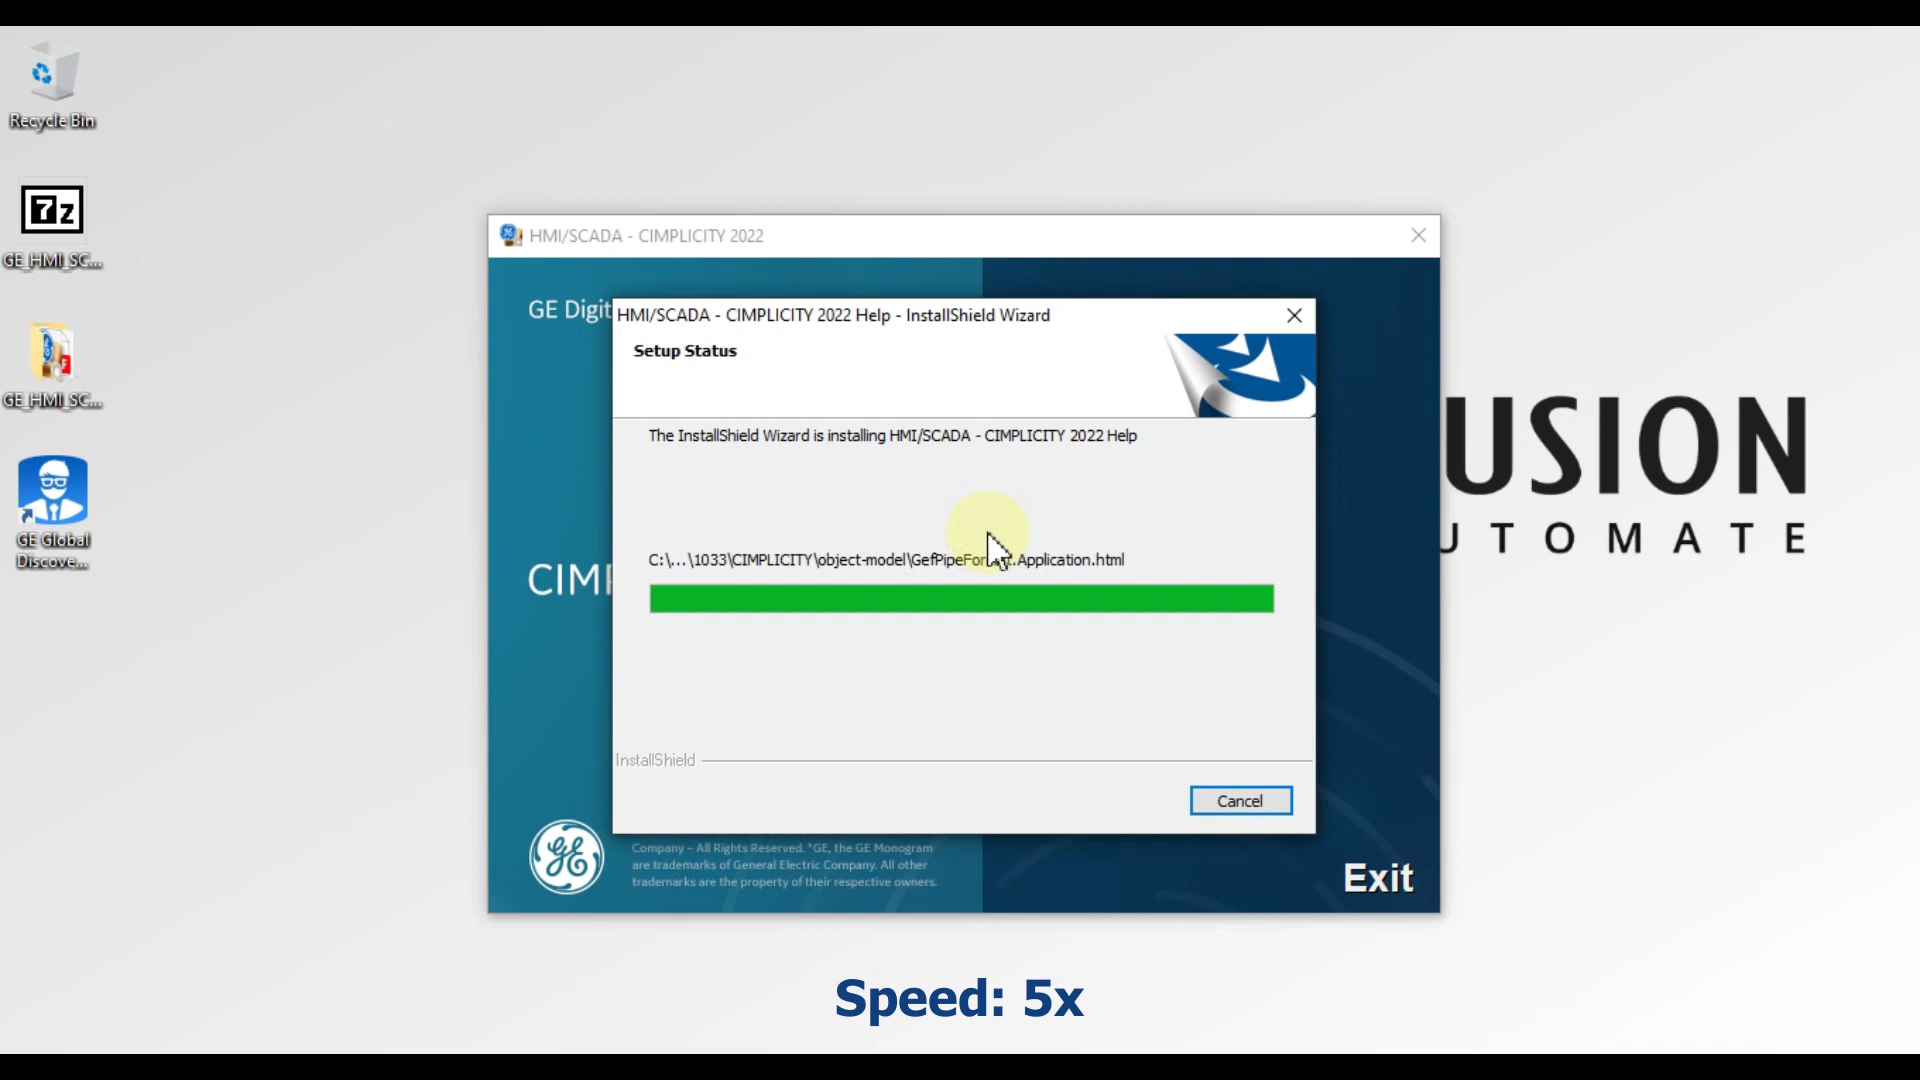 Recycle Bin
GE_HMI_SC...
GE_HMI_SC...
GE Global
Discove...
HMI/SCADA - CIMPLICITY 2022
GE Digit
HMI/SCADA - CIMPLICITY 2022 Help - InstallShield Wizard
Setup Status
The InstallShield Wizard is installing HMI/SCADA - CIMPLICITY 2022 Help
C:\...\1033\CIMPLICITY\object-model\GefPipeFor Application.html
CIMP
InstallShield
Cancel
Company – All Rights Reserved. *GE, the GE Monogram
are trademarks of General Electric Company. All other
trademarks are the property of their respective owners.
Exit
USION
UTOMATE
Speed: 5x